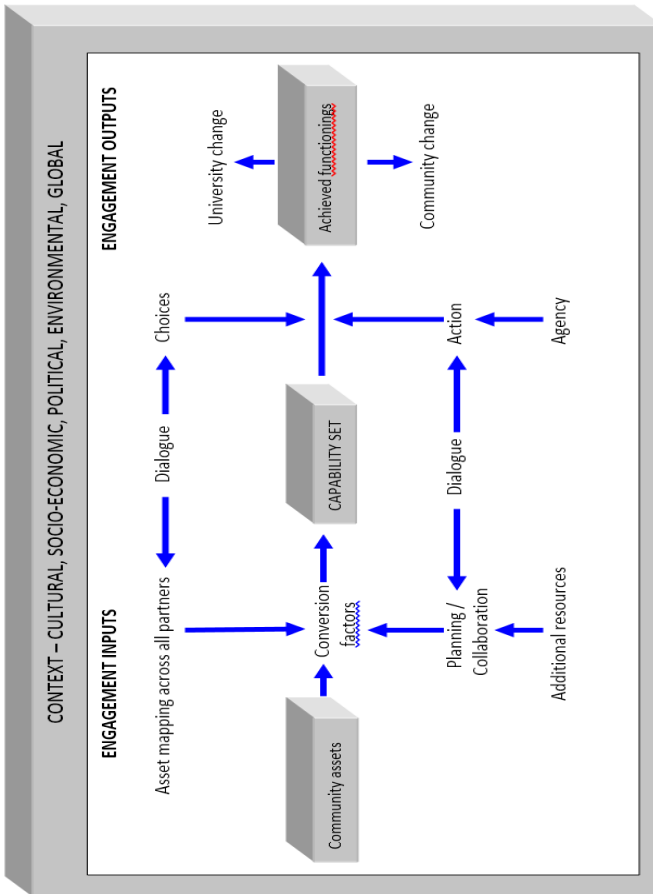 CONTEXT – CULTURAL, SOCIO-ECONOMIC, POLITICAL, ENVIRONMENTAL, GLOBAL
ENGAGEMENT INPUTS
ENGAGEMENT OUTPUTS
Asset mapping across all partners
Dialogue
Choices
University change
Community assets
Conversion
factors
CAPABILITY SET
Achieved functionings
Planning /
Collaboration
Dialogue
Action
Community change
Additional resources
Agency